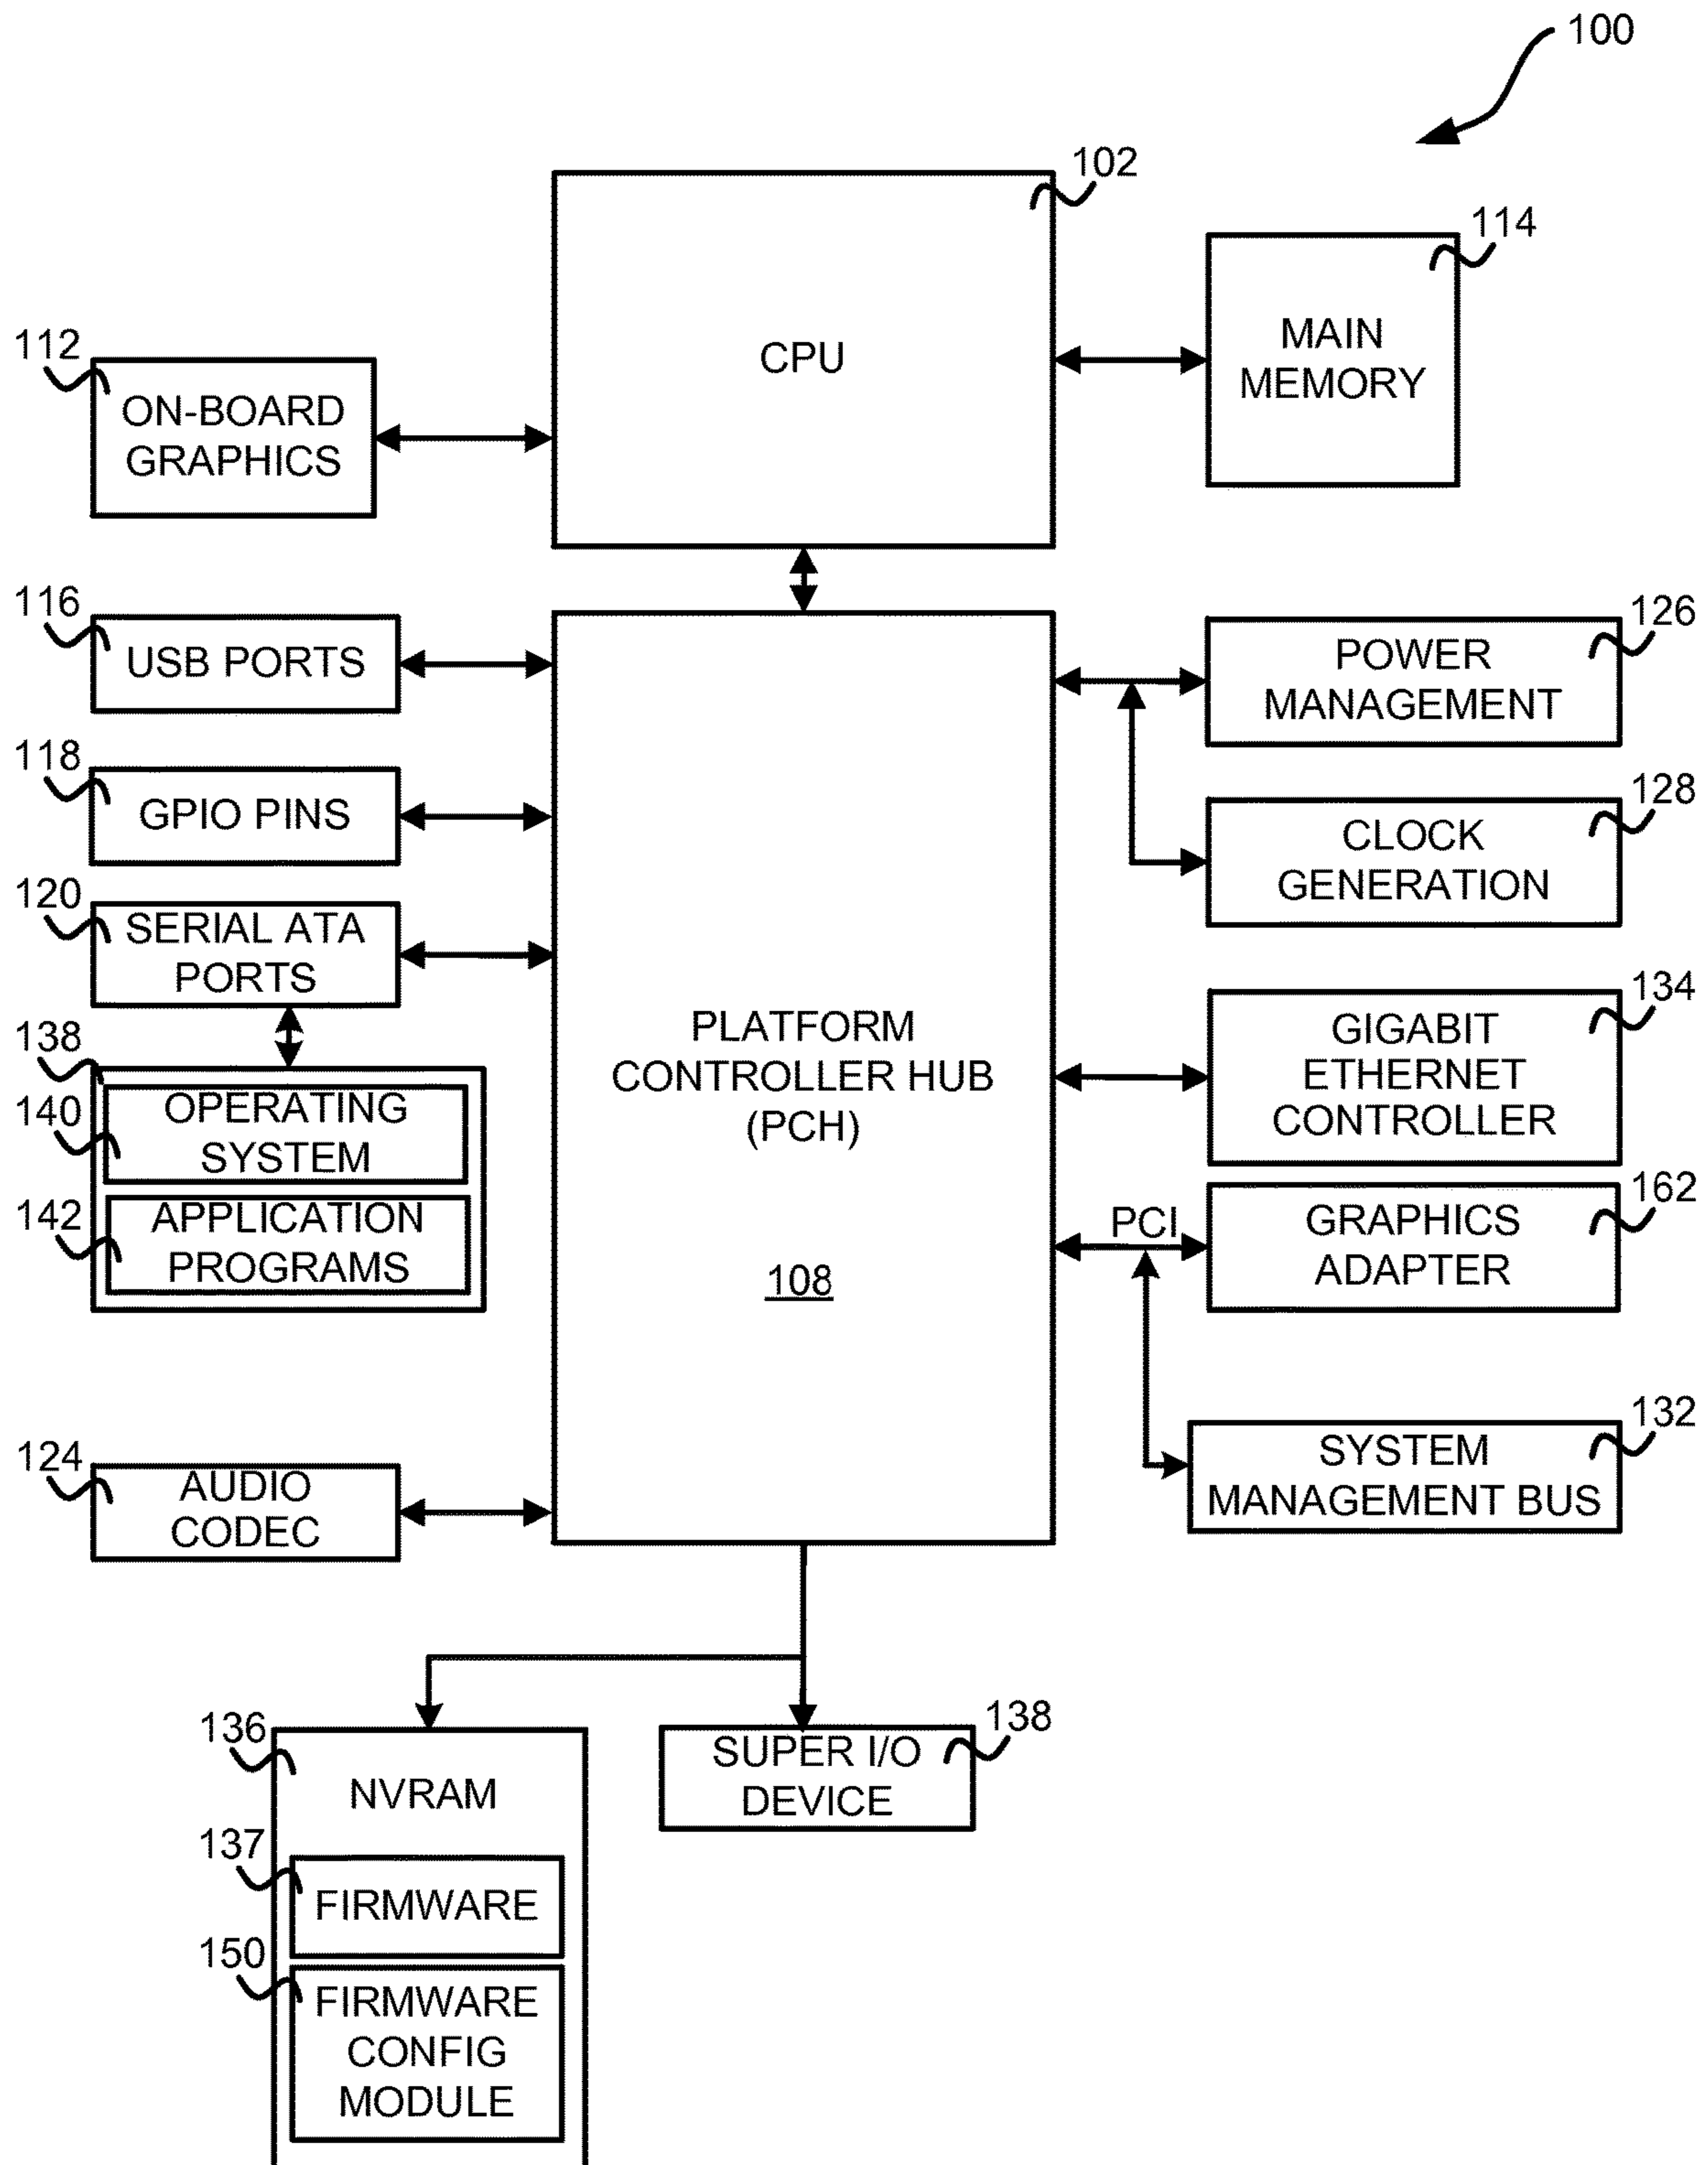 100
102
CPU
114
MAIN
MEMORY
112
ON-BOARD
GRAPHICS
116
USB PORTS
118
GPIO PINS
120
SERIAL ATA
PORTS
138
140
OPERATING
SYSTEM
142
APPLICATION
PROGRAMS
124
AUDIO
CODEC
PLATFORM
CONTROLLER HUB
(PCH)
108
126
POWER
MANAGEMENT
128
CLOCK
GENERATION
134
GIGABIT
ETHERNET
CONTROLLER
PCI
162
GRAPHICS
ADAPTER
132
SYSTEM
MANAGEMENT BUS
136
NVRAM
137
FIRMWARE
150
FIRMWARE
CONFIG
MODULE
138
SUPER I/O
DEVICE